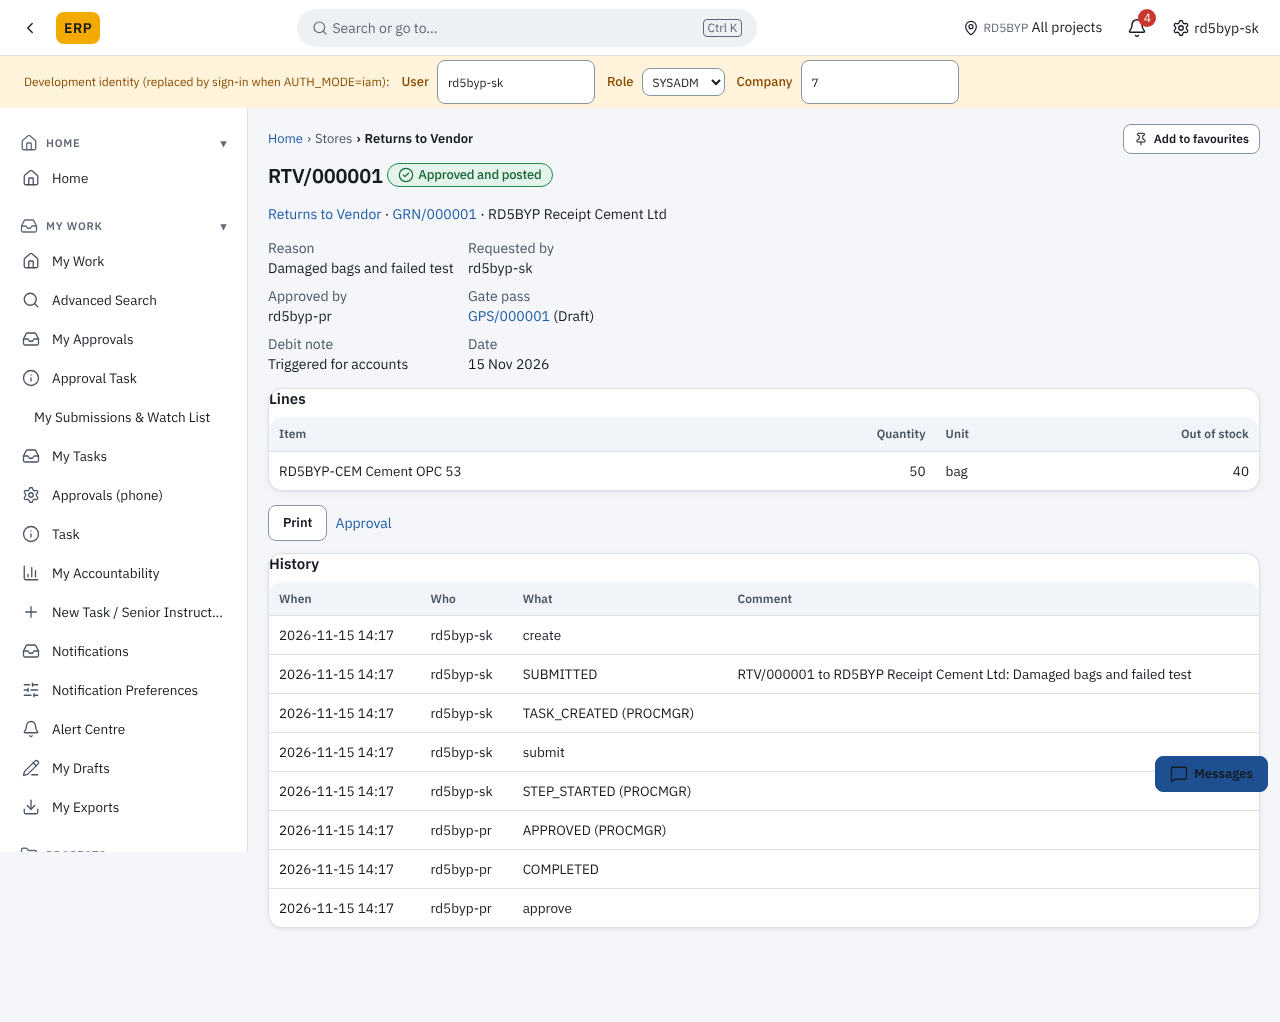 ERP
Search or go to...
Ctrl K
RD5BYP All projects
4
rd5byp-sk
Development identity (replaced by sign-in when AUTH_MODE=iam):
User
rd5byp-sk
Role
SYSADM
Company
7
HOME
Home
MY WORK
My Work
Advanced Search
My Approvals
Approval Task
My Submissions & Watch List
My Tasks
Approvals (phone)
Task
My Accountability
New Task / Senior Instruct...
Notifications
Notification Preferences
Alert Centre
My Drafts
My Exports
Home › Stores › Returns to Vendor
Add to favourites
RTV/000001 Approved and posted
Returns to Vendor · GRN/000001 · RD5BYP Receipt Cement Ltd
Reason
Damaged bags and failed test
Requested by
rd5byp-sk
Approved by
rd5byp-pr
Gate pass
GPS/000001 (Draft)
Debit note
Triggered for accounts
Date
15 Nov 2026
Lines
Item Quantity Unit Out of stock
RD5BYP-CEM Cement OPC 53 50 bag 40
Print Approval
History
When Who What Comment
2026-11-15 14:17 rd5byp-sk create
2026-11-15 14:17 rd5byp-sk SUBMITTED RTV/000001 to RD5BYP Receipt Cement Ltd: Damaged bags and failed test
2026-11-15 14:17 rd5byp-sk TASK_CREATED (PROCMGR)
2026-11-15 14:17 rd5byp-sk submit
2026-11-15 14:17 rd5byp-sk STEP_STARTED (PROCMGR)
2026-11-15 14:17 rd5byp-pr APPROVED (PROCMGR)
2026-11-15 14:17 rd5byp-pr COMPLETED
2026-11-15 14:17 rd5byp-pr approve
Messages